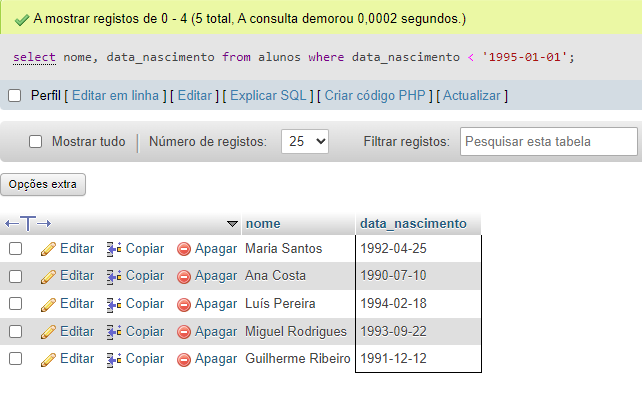 A mostrar registos de 0 - 4 (5 total, A consulta demorou 0,0002 segundos.)
select nome, data_nascimento from alunos where data_nascimento < '1995-01-01';
Perfil [ Editar em linha ] [ Editar ] [ Explicar SQL ] [ Criar código PHP ] [ Actualizar ]
Mostrar tudo | Número de registos: 25 Filtrar registos: Pesquisar esta tabela
Opções extra
←T→ nome data_nascimento
Editar Copiar Apagar Maria Santos 1992-04-25
Editar Copiar Apagar Ana Costa 1990-07-10
Editar Copiar Apagar Luís Pereira 1994-02-18
Editar Copiar Apagar Miguel Rodrigues 1993-09-22
Editar Copiar Apagar Guilherme Ribeiro 1991-12-12